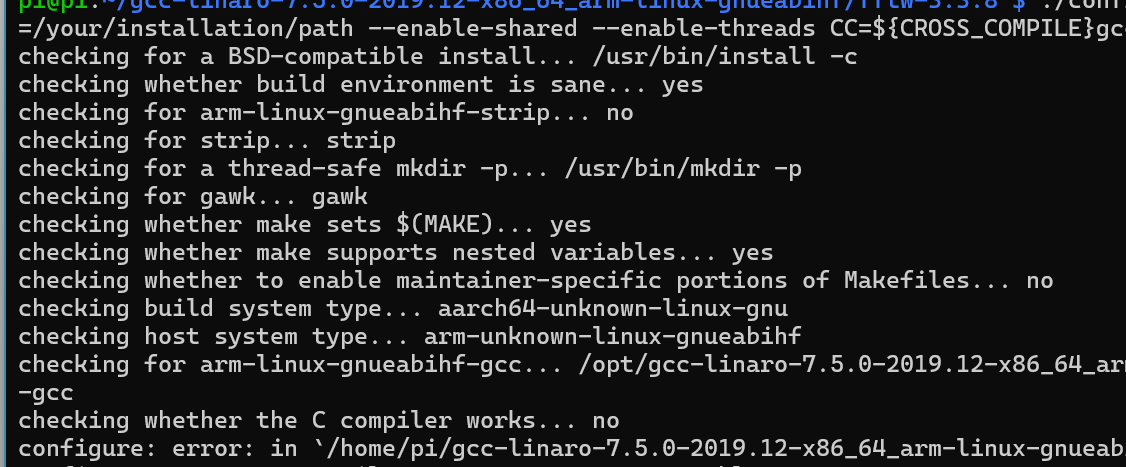 pi@pi:~/gcc-linaro-7.5.0-2019.12-x86_64_arm-linux-gnueabihf/fftw-3.3.8 $ ./conf
=/your/installation/path --enable-shared --enable-threads CC=${CROSS_COMPILE}gc
checking for a BSD-compatible install... /usr/bin/install -c
checking whether build environment is sane... yes
checking for arm-linux-gnueabihf-strip... no
checking for strip... strip
checking for a thread-safe mkdir -p... /usr/bin/mkdir -p
checking for gawk... gawk
checking whether make sets $(MAKE)... yes
checking whether make supports nested variables... yes
checking whether to enable maintainer-specific portions of Makefiles... no
checking build system type... aarch64-unknown-linux-gnu
checking host system type... arm-unknown-linux-gnueabihf
checking for arm-linux-gnueabihf-gcc... /opt/gcc-linaro-7.5.0-2019.12-x86_64_arm
-gcc
checking whether the C compiler works... no
configure: error: in `/home/pi/gcc-linaro-7.5.0-2019.12-x86_64_arm-linux-gnueabi